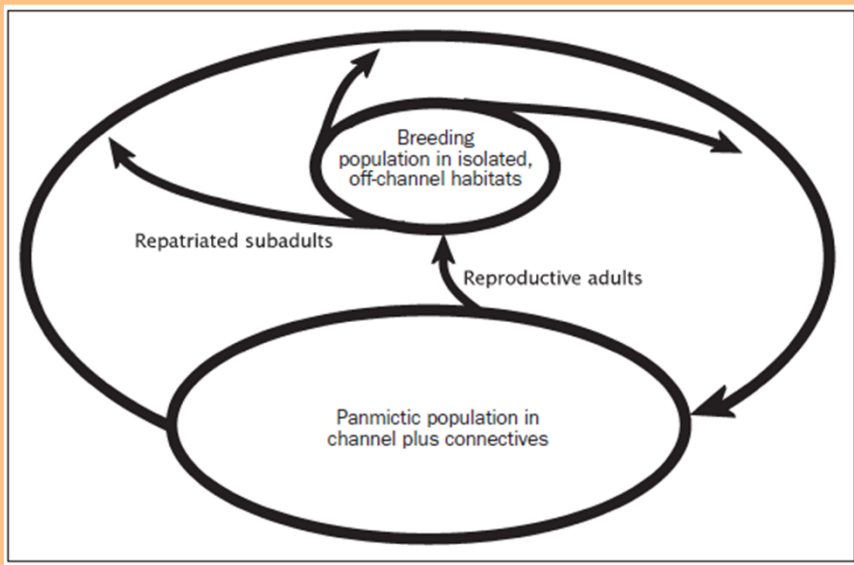 Breeding
population in isolated,
off-channel habitats
Repatriated subadults
Reproductive adults
Panmictic population in
channel plus connectives